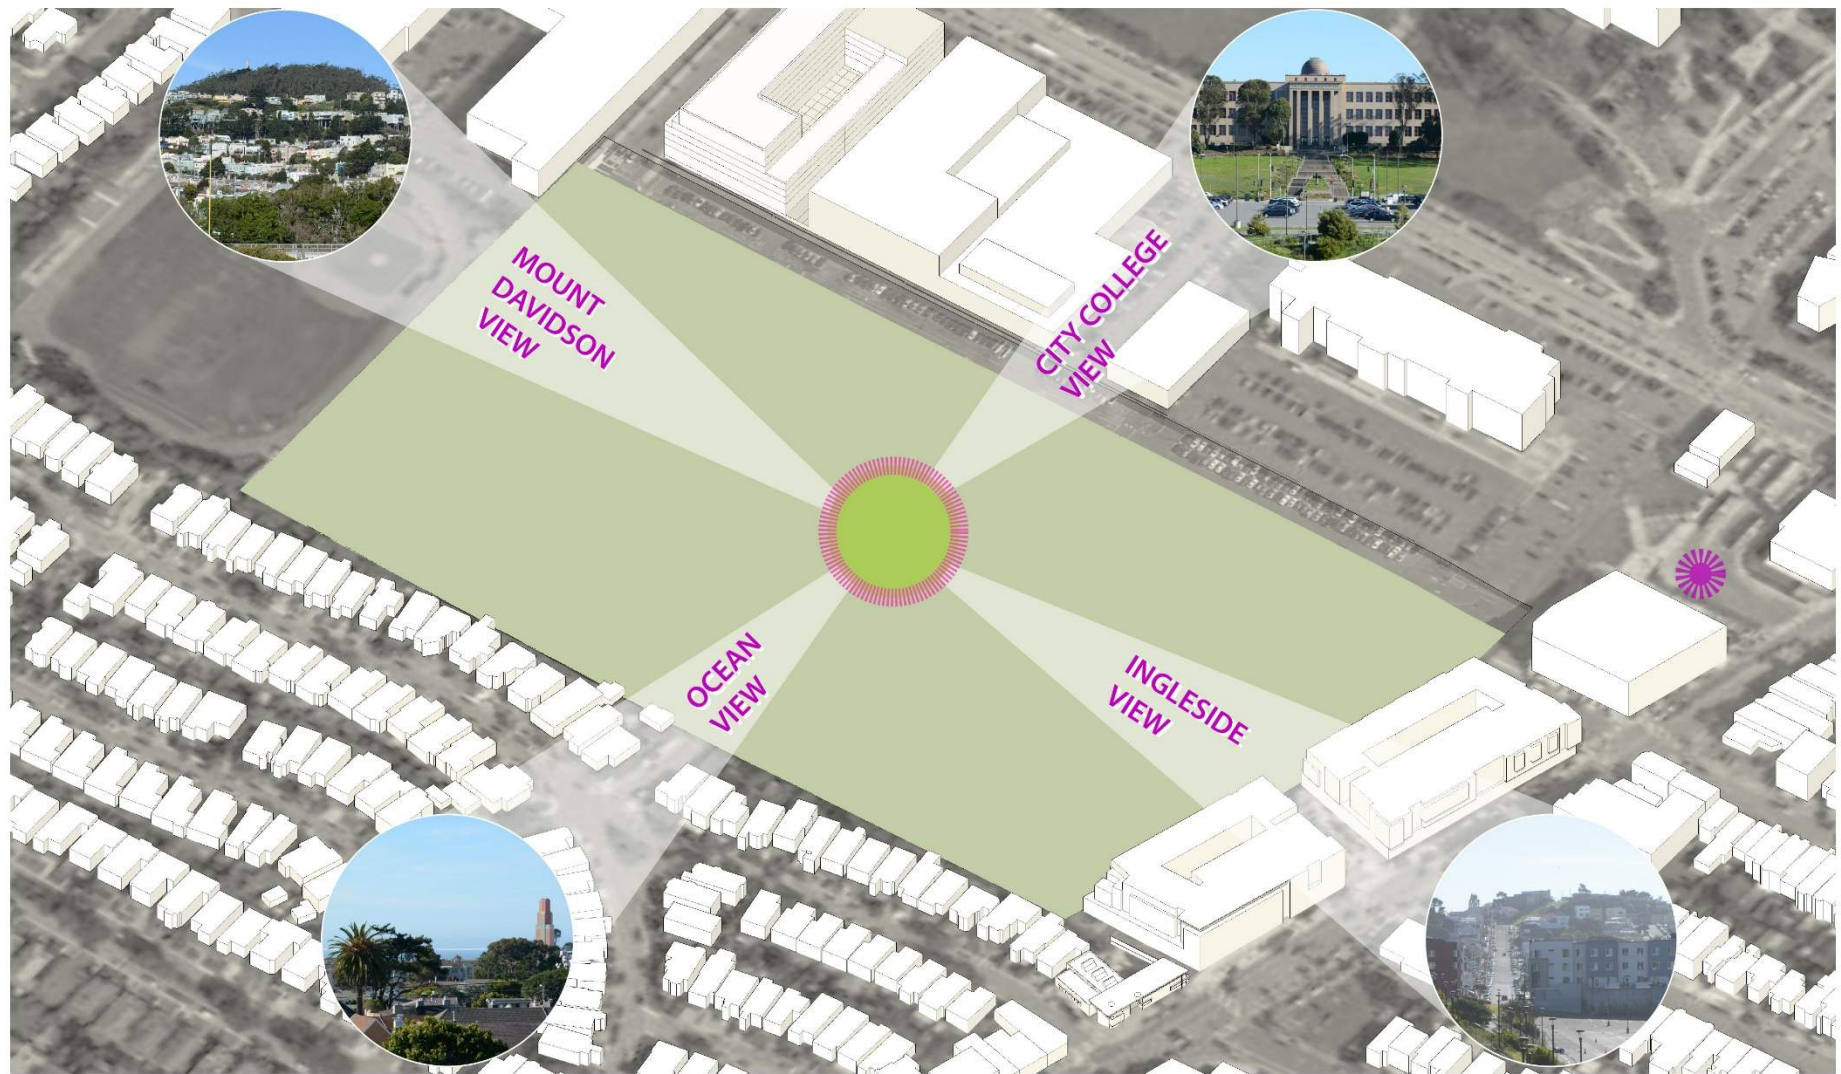 MOUNT
DAVIDSON
VIEW
CITY COLLEGE
VIEW
OCEAN
VIEW
INGLESIDE
VIEW